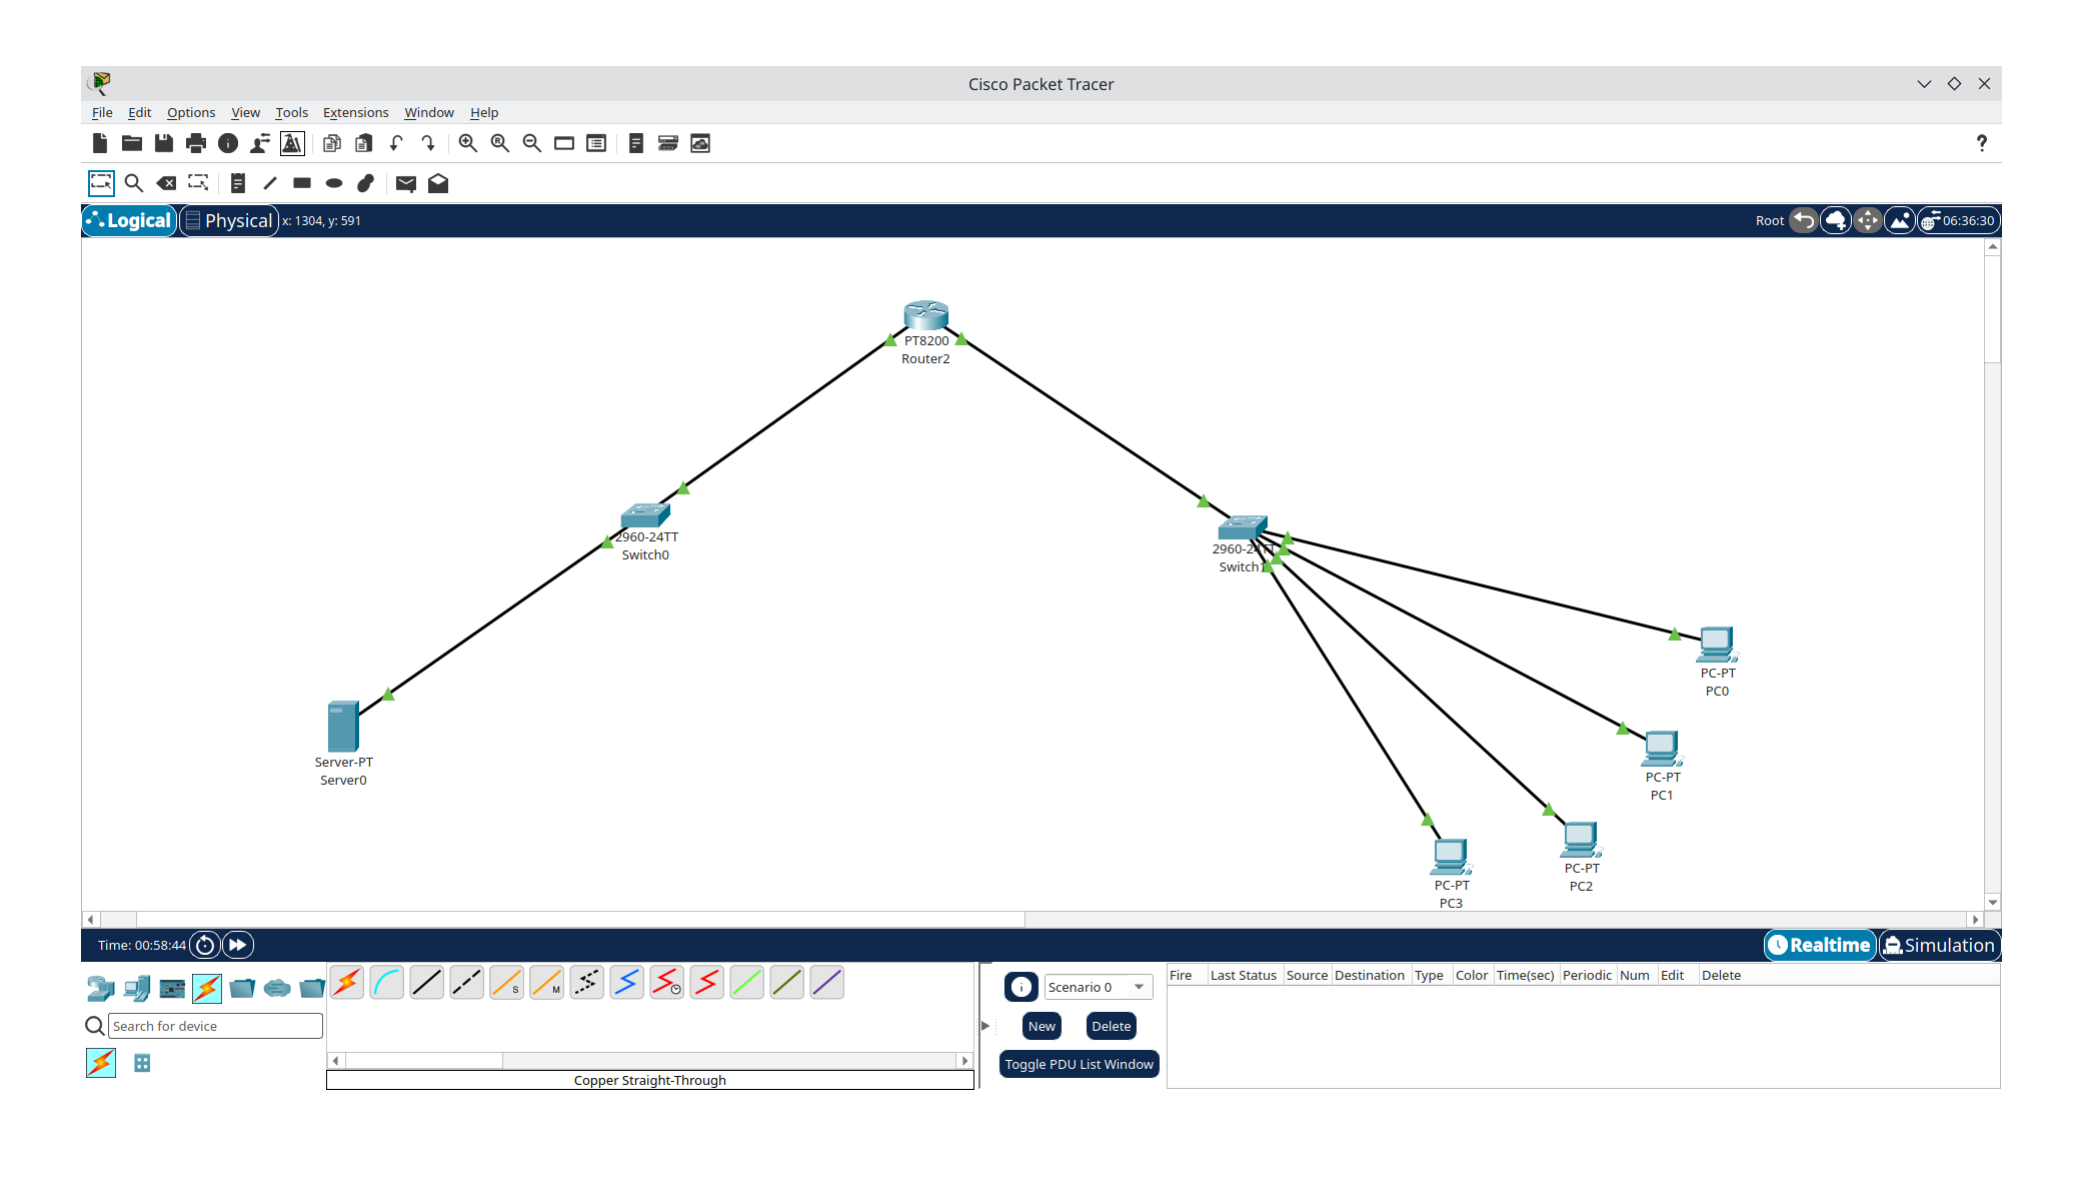 Cisco Packet Tracer
File Edit Options View Tools Extensions Window Help
?
Logical Physical x: 1304, y: 591 Root 06:36:30
PT8200
Router2
2960-24TT
Switch0
2960-24TT
Switch1
PC-PT
PC0
Server-PT
Server0
PC-PT
PC1
PC-PT
PC2
PC-PT
PC3
Time: 00:58:44 Realtime Simulation
S M
Search for device
Copper Straight-Through
Scenario 0
New Delete
Toggle PDU List Window
Fire Last Status Source Destination Type Color Time(sec) Periodic Num Edit Delete